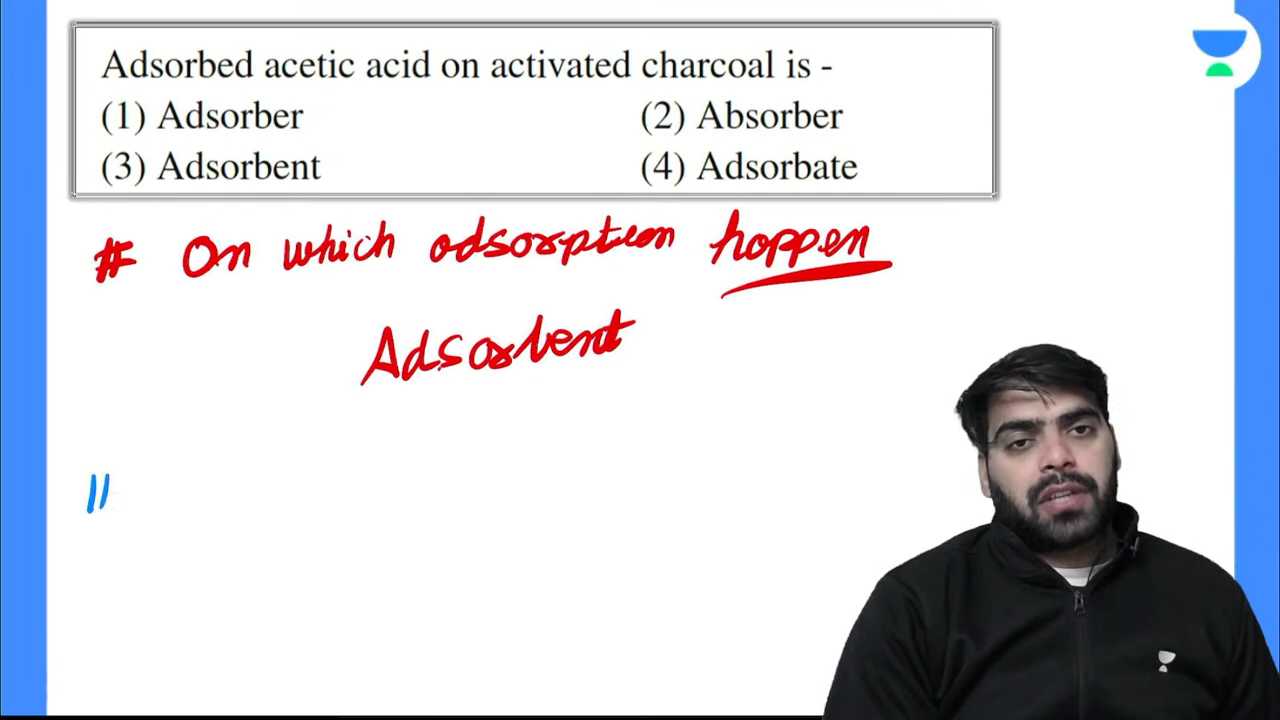 Adsorbed acetic acid on activated charcoal is -
(1) Adsorber (2) Absorber
(3) Adsorbent (4) Adsorbate
# On which adsorption happen
Adsorbent